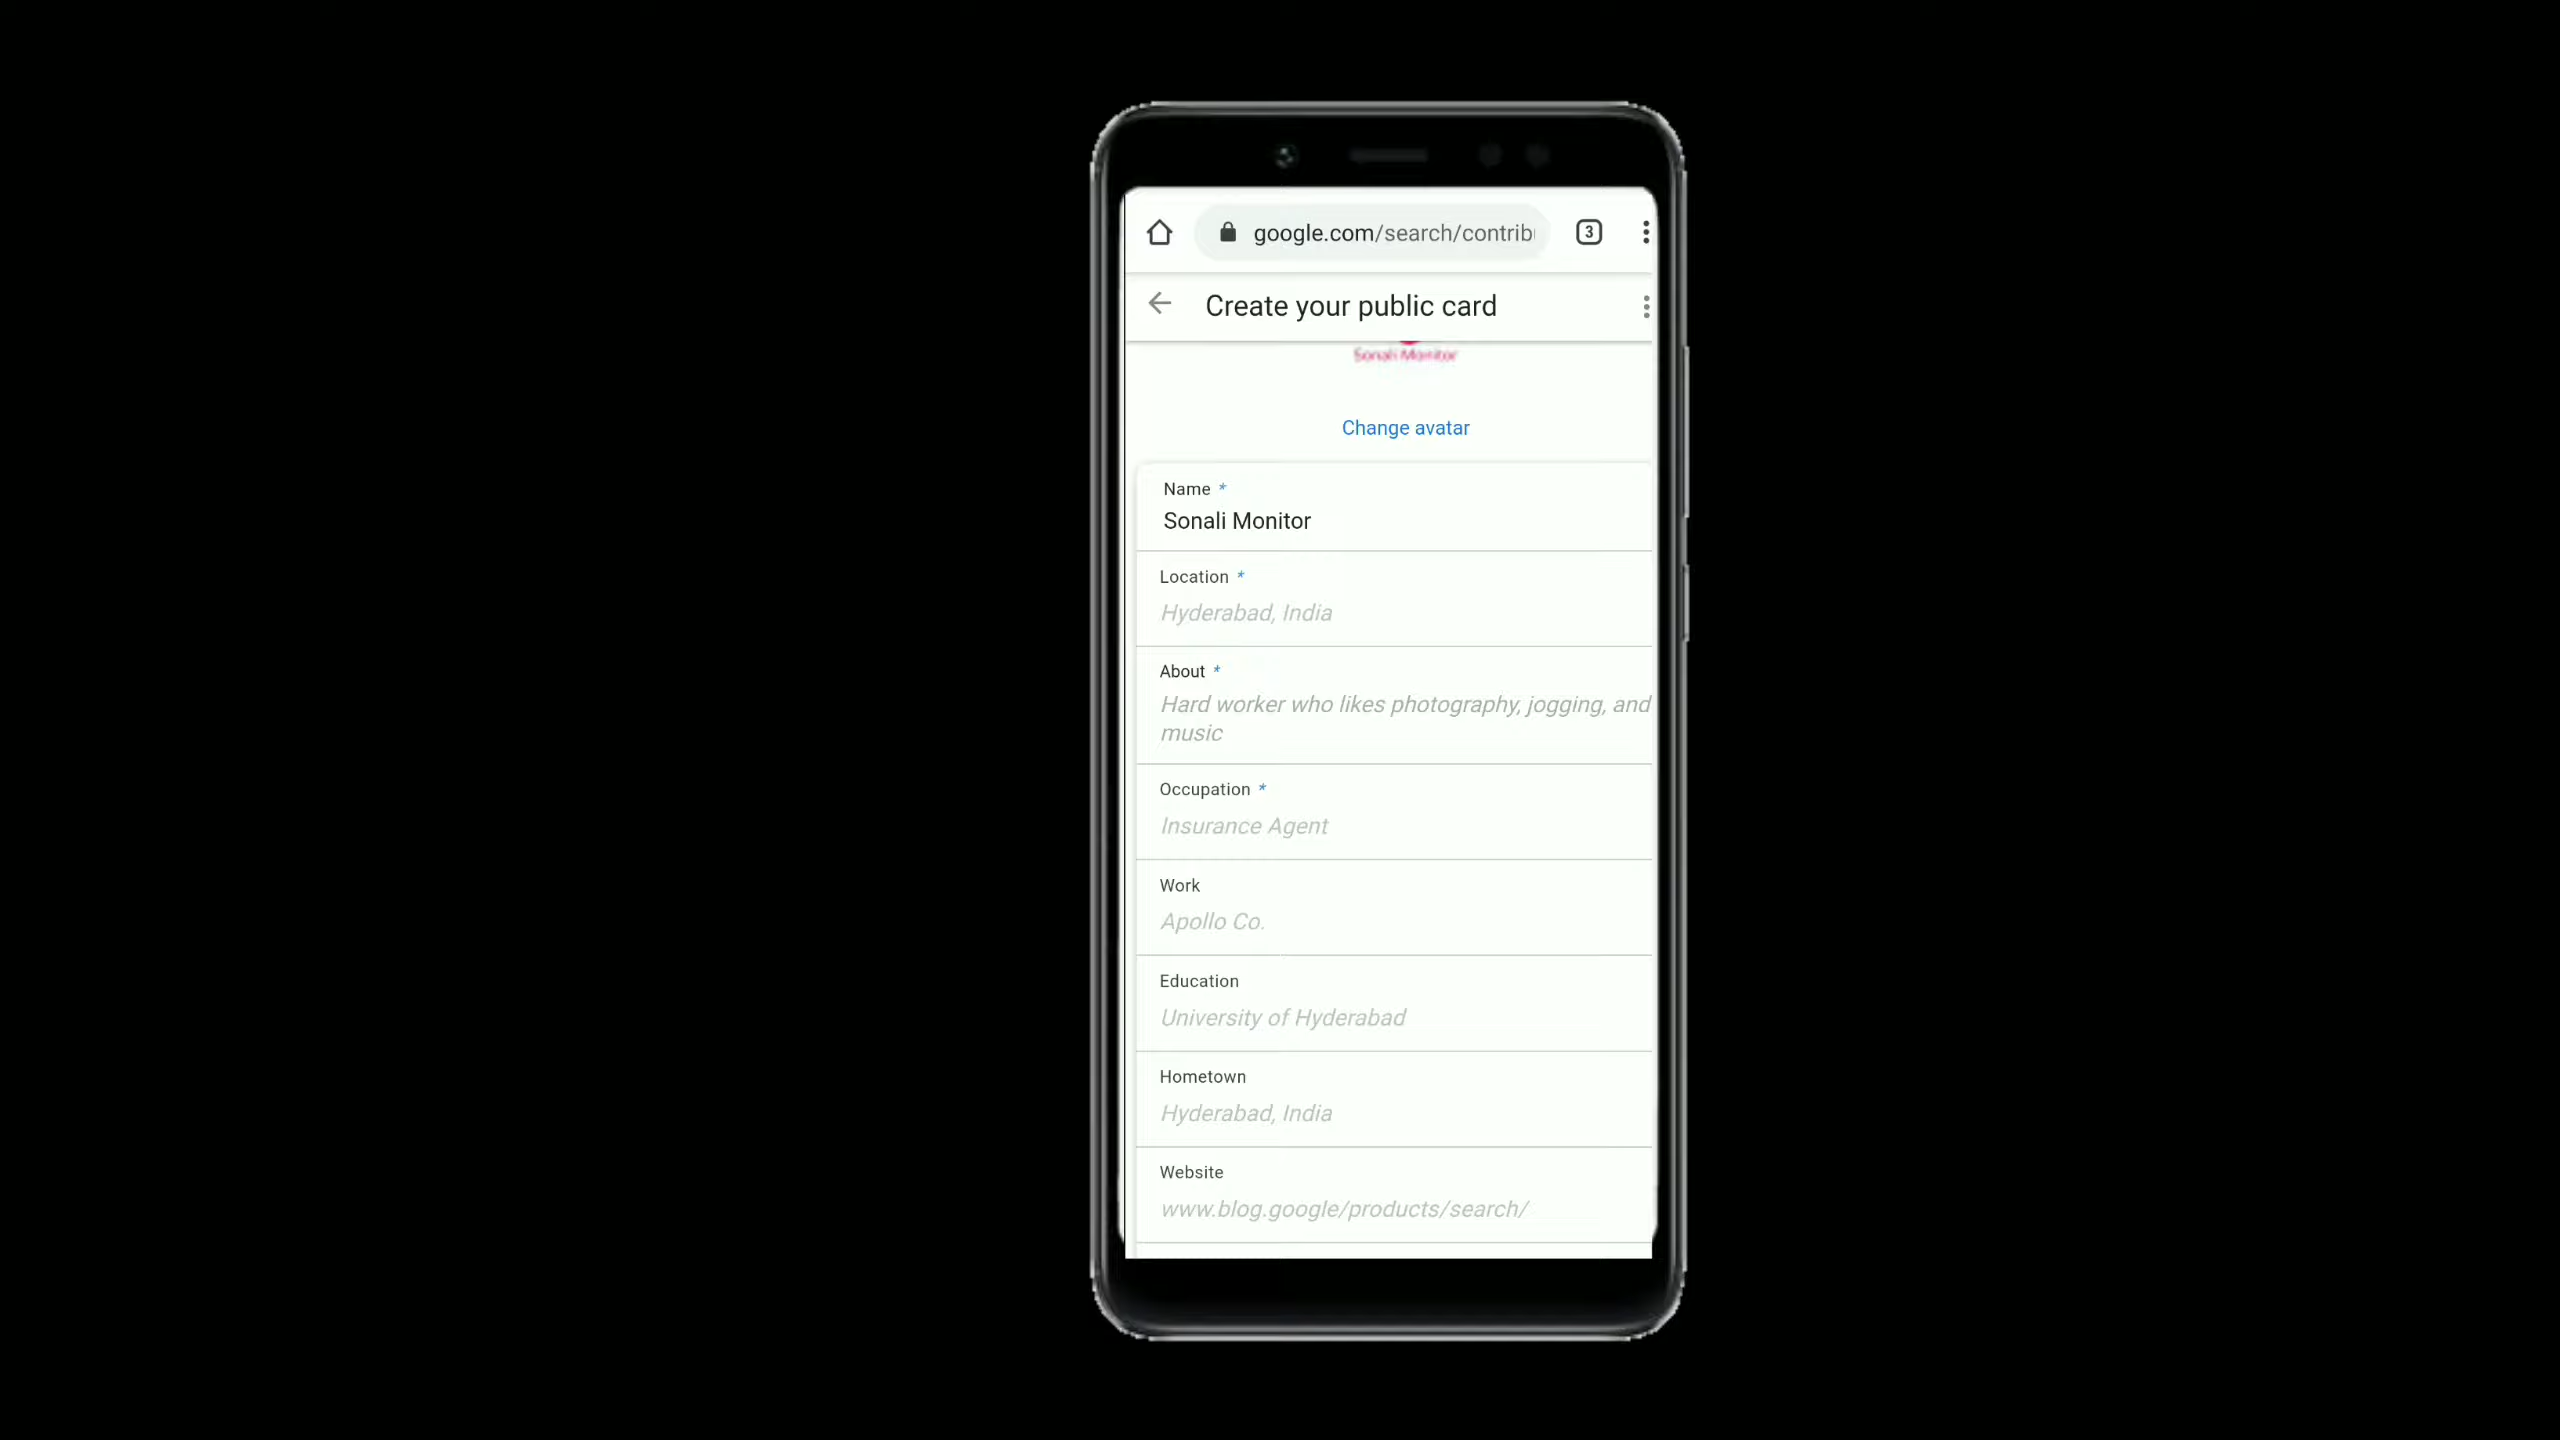 google.com/search/contrib
3
Create your public card
Sonali Monitor
Change avatar
Name *
Sonali Monitor
Location *
Hyderabad, India
About *
Hard worker who likes photography, jogging, and
music
Occupation *
Insurance Agent
Work
Apollo Co.
Education
University of Hyderabad
Hometown
Hyderabad, India
Website
www.blog.google/products/search/